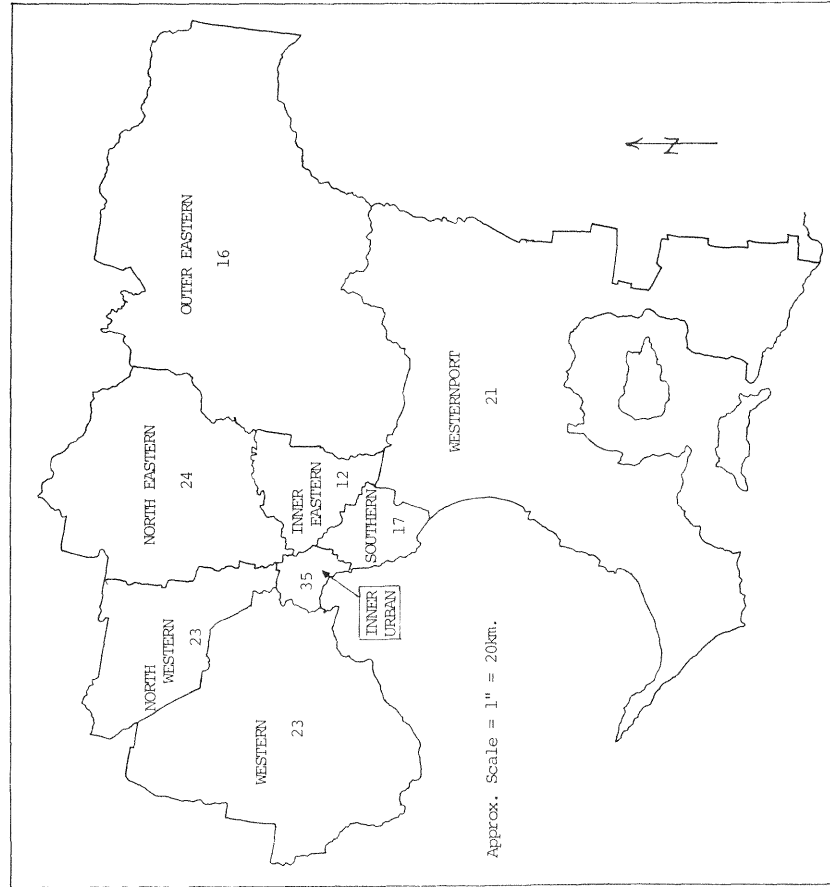 OUTER EASTERN
16
NORTH EASTERN
24
INNER
EASTERN
12
NORTH
WESTERN
23
WESTERN
23
35
INNER
URBAN
SOUTHERN
17
WESTERNPORT
21
N
Approx. Scale = 1" = 20km.